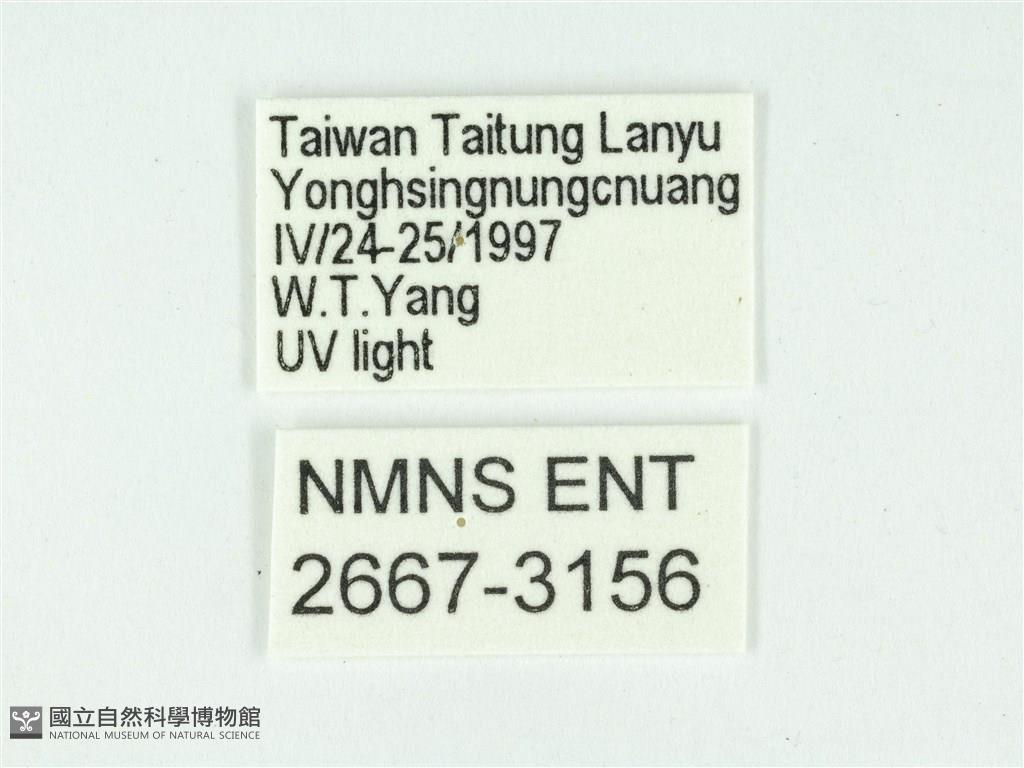 Taiwan Taitung Lanyu
Yonghsingnungcnuang
IV/24-25/1997
W.T.Yang
UV light
NMNS ENT
2667-3156
國立自然科學博物館
NATIONAL MUSEUM OF NATURAL SCIENCE